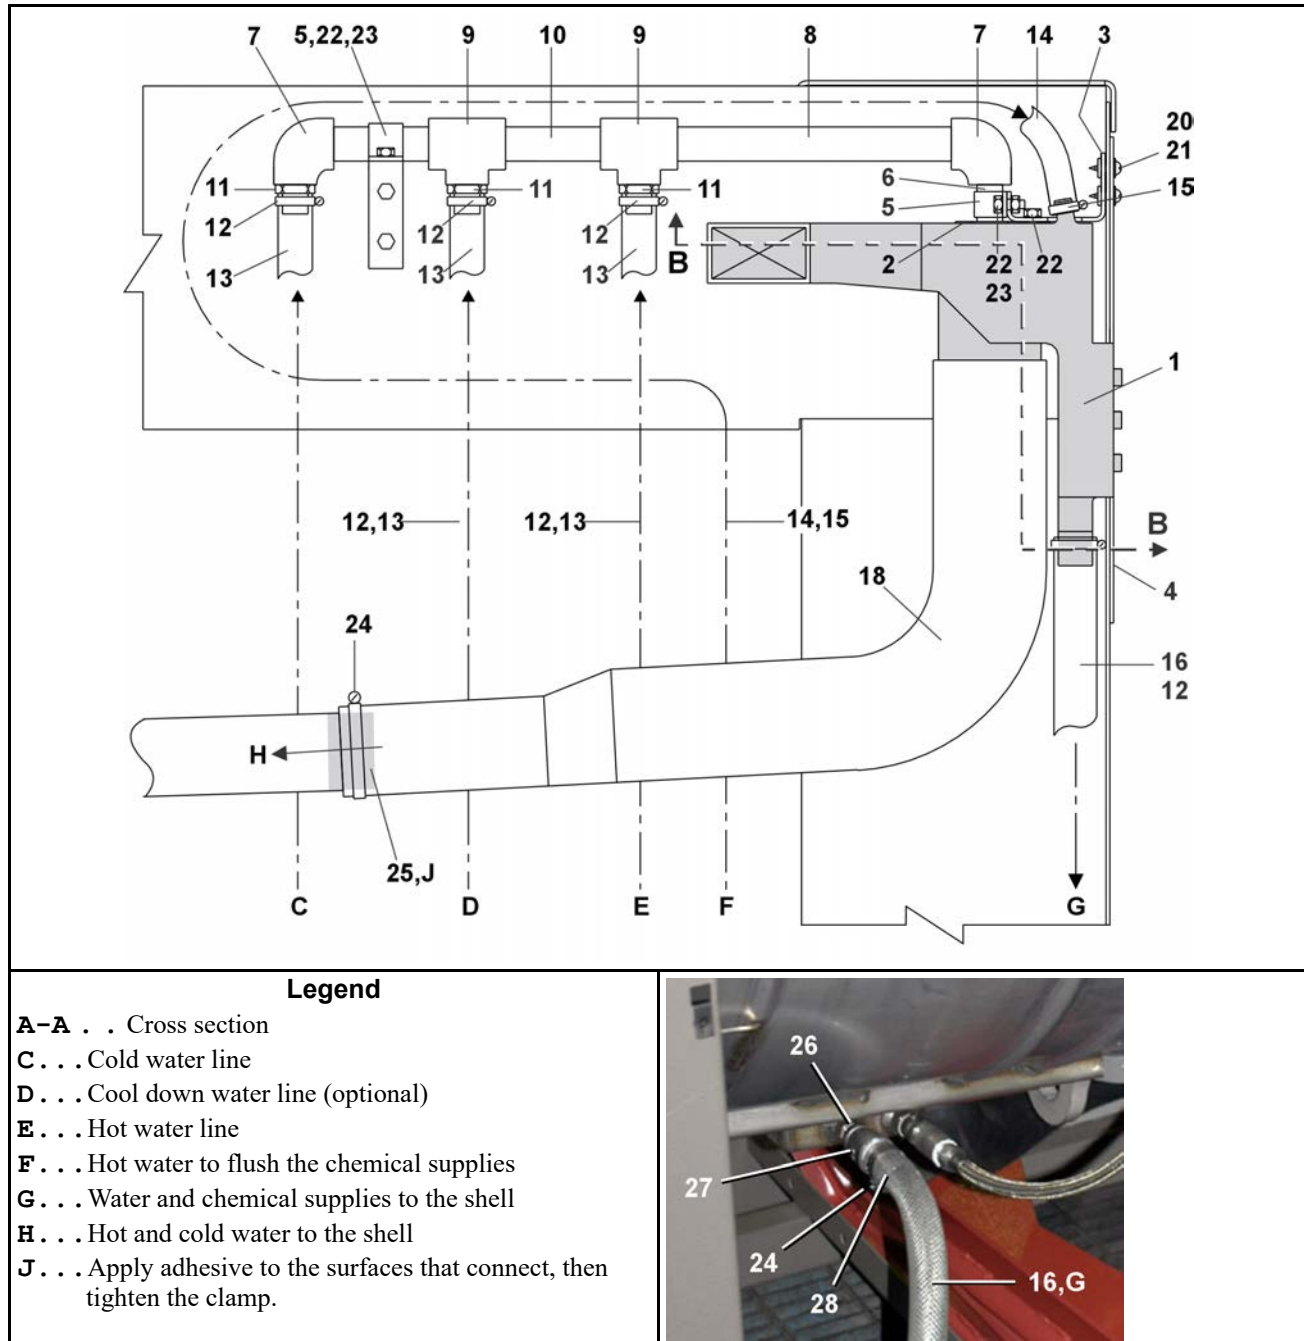 7 5,22,23 9 10 9 8 7 14 3
20
21
15
11 11 11 6
5
12 12 12
13 13 13
B 2 22 22
23
1
12,13 12,13 14,15
B
18
4
24
16
12
H
25,J
C D E F G
Legend
A-A . . Cross section
C . . . Cold water line
D . . . Cool down water line (optional)
E . . . Hot water line
F . . . Hot water to flush the chemical supplies
G . . . Water and chemical supplies to the shell
H . . . Hot and cold water to the shell
J . . . Apply adhesive to the surfaces that connect, then
tighten the clamp.
26
27
24
28
16,G